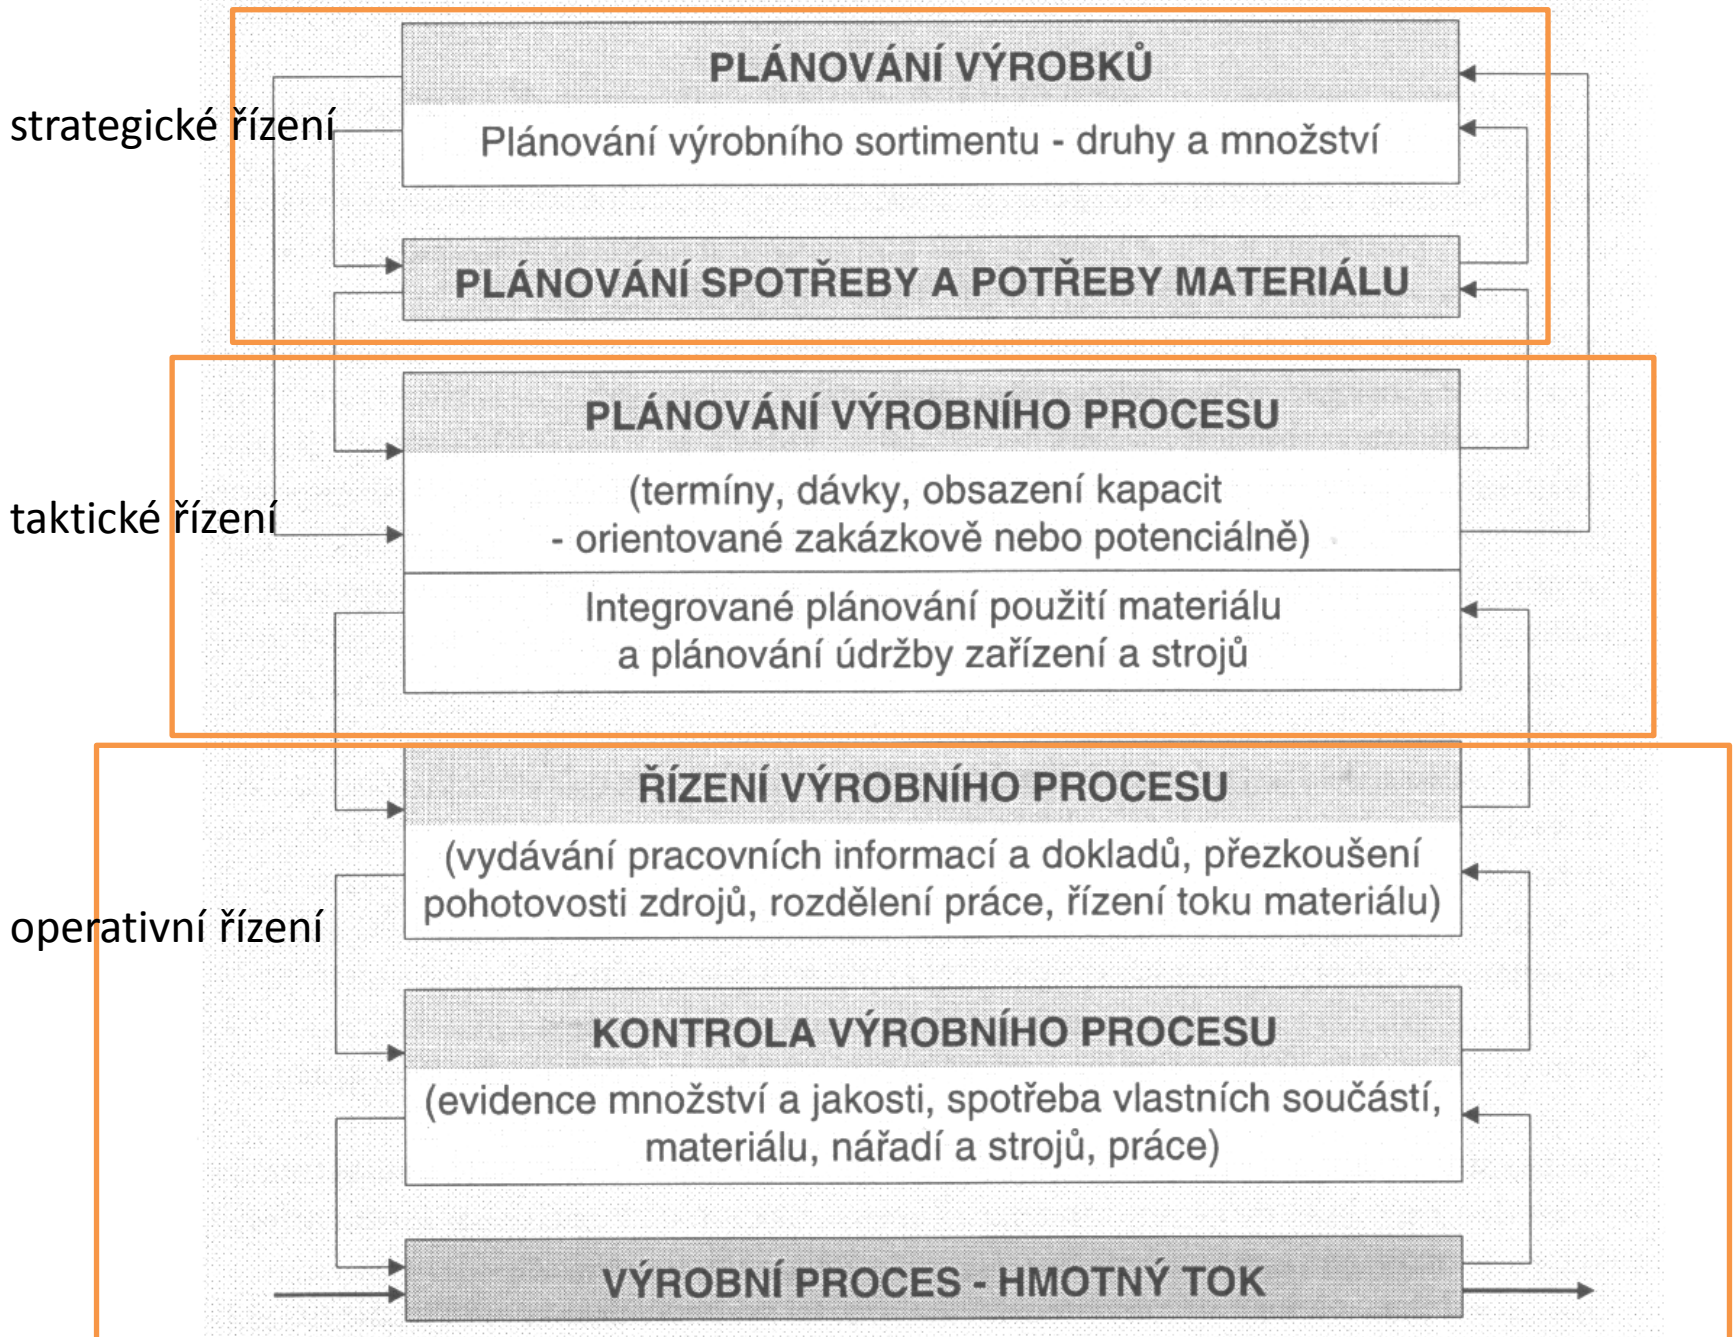 PLÁNOVÁNÍ VÝROBKŮ
strategické řízení
Plánování výrobního sortimentu - druhy a množství
PLÁNOVÁNÍ SPOTŘEBY A POTŘEBY MATERIÁLU
PLÁNOVÁNÍ VÝROBNÍHO PROCESU
(termíny, dávky, obsazení kapacit
taktické řízení
- orientované zakázkově nebo potenciálně)
Integrované plánování použití materiálu
a plánování údržby zařízení a strojů
ŘÍZENÍ VÝROBNÍHO PROCESU
(vydávání pracovních informací a dokladů, přezkoušení
pohotovosti zdrojů, rozdělení práce, řízení toku materiálu)
operativní řízení
KONTROLA VÝROBNÍHO PROCESU
(evidence množství a jakosti, spotřeba vlastních součástí,
materiálu, nářadí a strojů, práce)
VÝROBNÍ PROCES - HMOTNÝ TOK